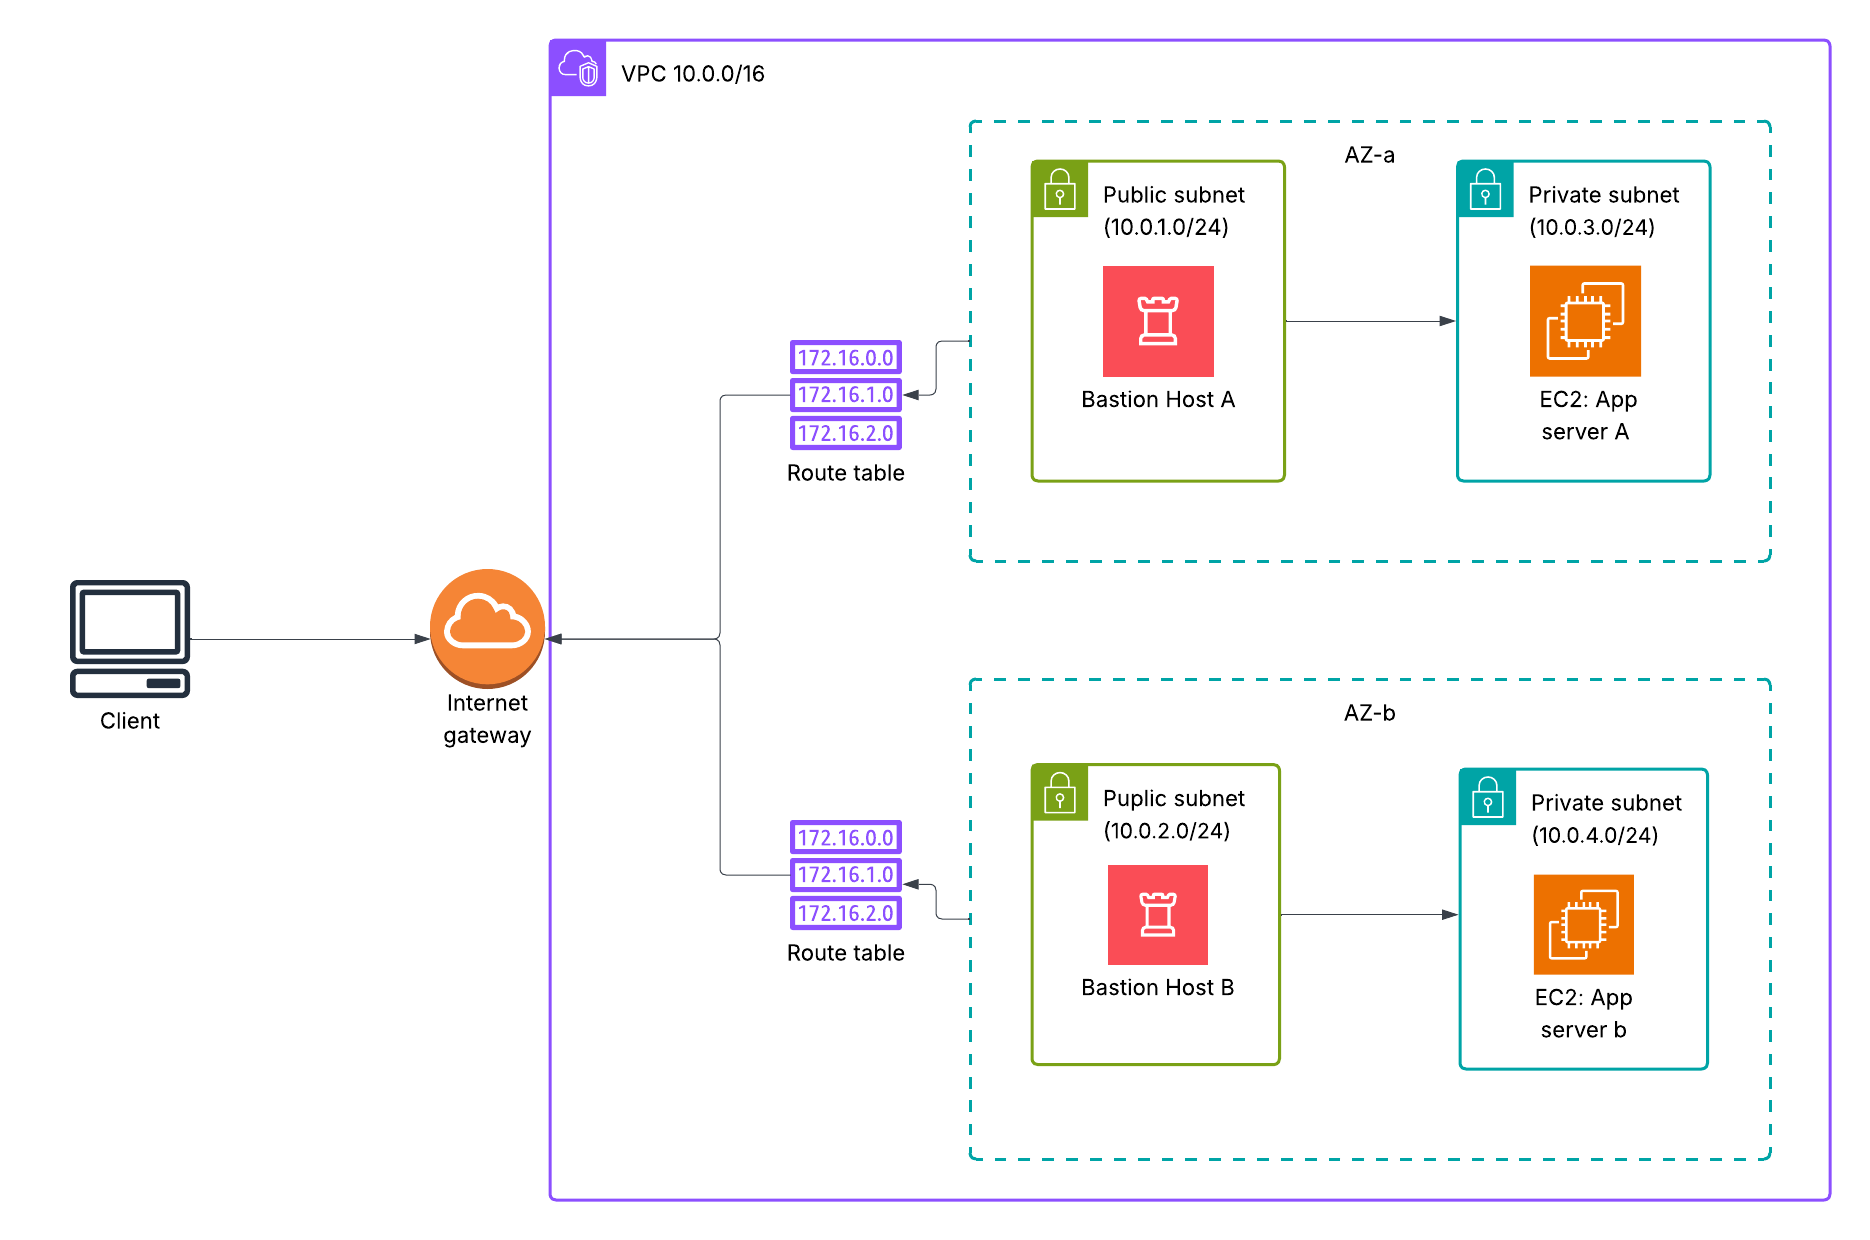 VPC 10.0.0/16
AZ-a
Public subnet
(10.0.1.0/24)
Bastion Host A
Private subnet
(10.0.3.0/24)
EC2: App
server A
172.16.0.0
172.16.1.0
172.16.2.0
Route table
Client
Internet
gateway
AZ-b
Puplic subnet
(10.0.2.0/24)
Bastion Host B
Private subnet
(10.0.4.0/24)
EC2: App
server b
172.16.0.0
172.16.1.0
172.16.2.0
Route table